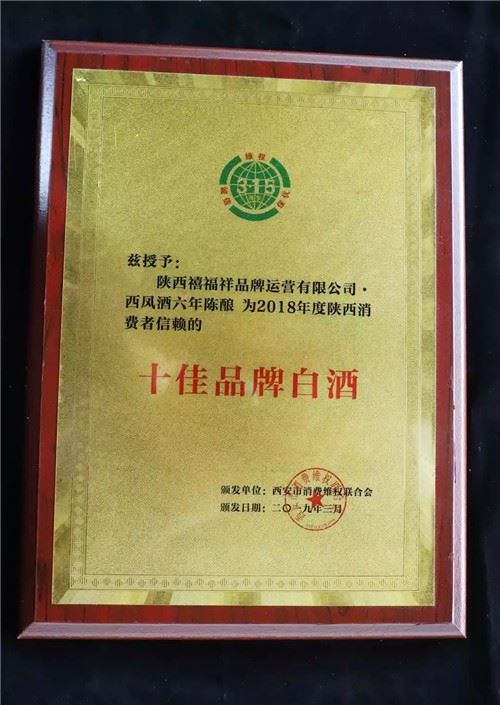 维权
315
兹授予：
陕西禧福祥品牌运营有限公司·
西凤酒六年陈酿 为2018年度陕西消
费者信赖的
十佳品牌白酒
颁发单位：西安市消费维权联合会
颁发日期：二〇一九年三月